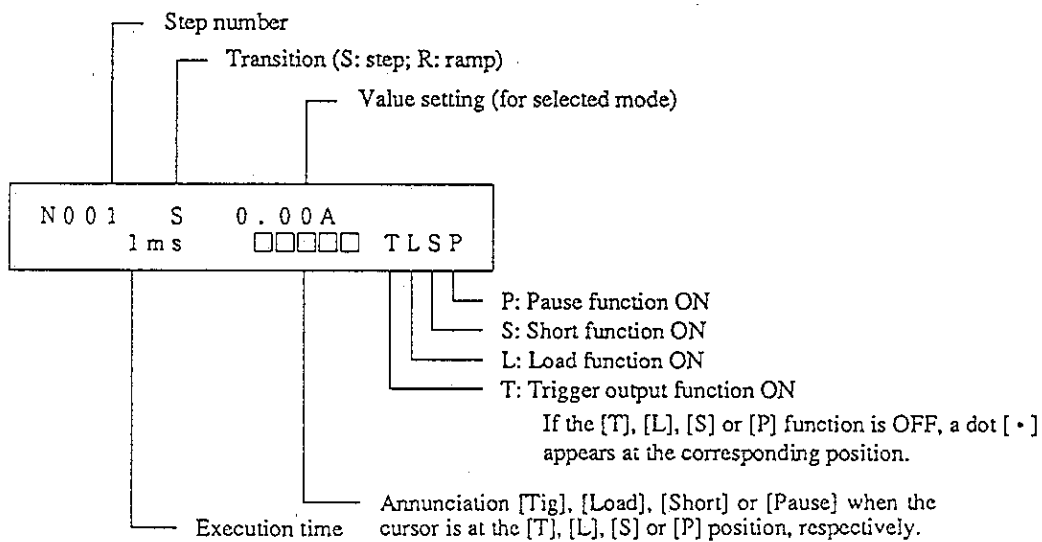 Step number
Transition (S: step; R: ramp)
Value setting (for selected mode)
N001 S 0.00A
1ms □□□□□ TLSP
P: Pause function ON
S: Short function ON
L: Load function ON
T: Trigger output function ON
If the [T], [L], [S] or [P] function is OFF, a dot [ • ]
appears at the corresponding position.
Annunciation [Tig], [Load], [Short] or [Pause] when the
Execution time cursor is at the [T], [L], [S] or [P] position, respectively.